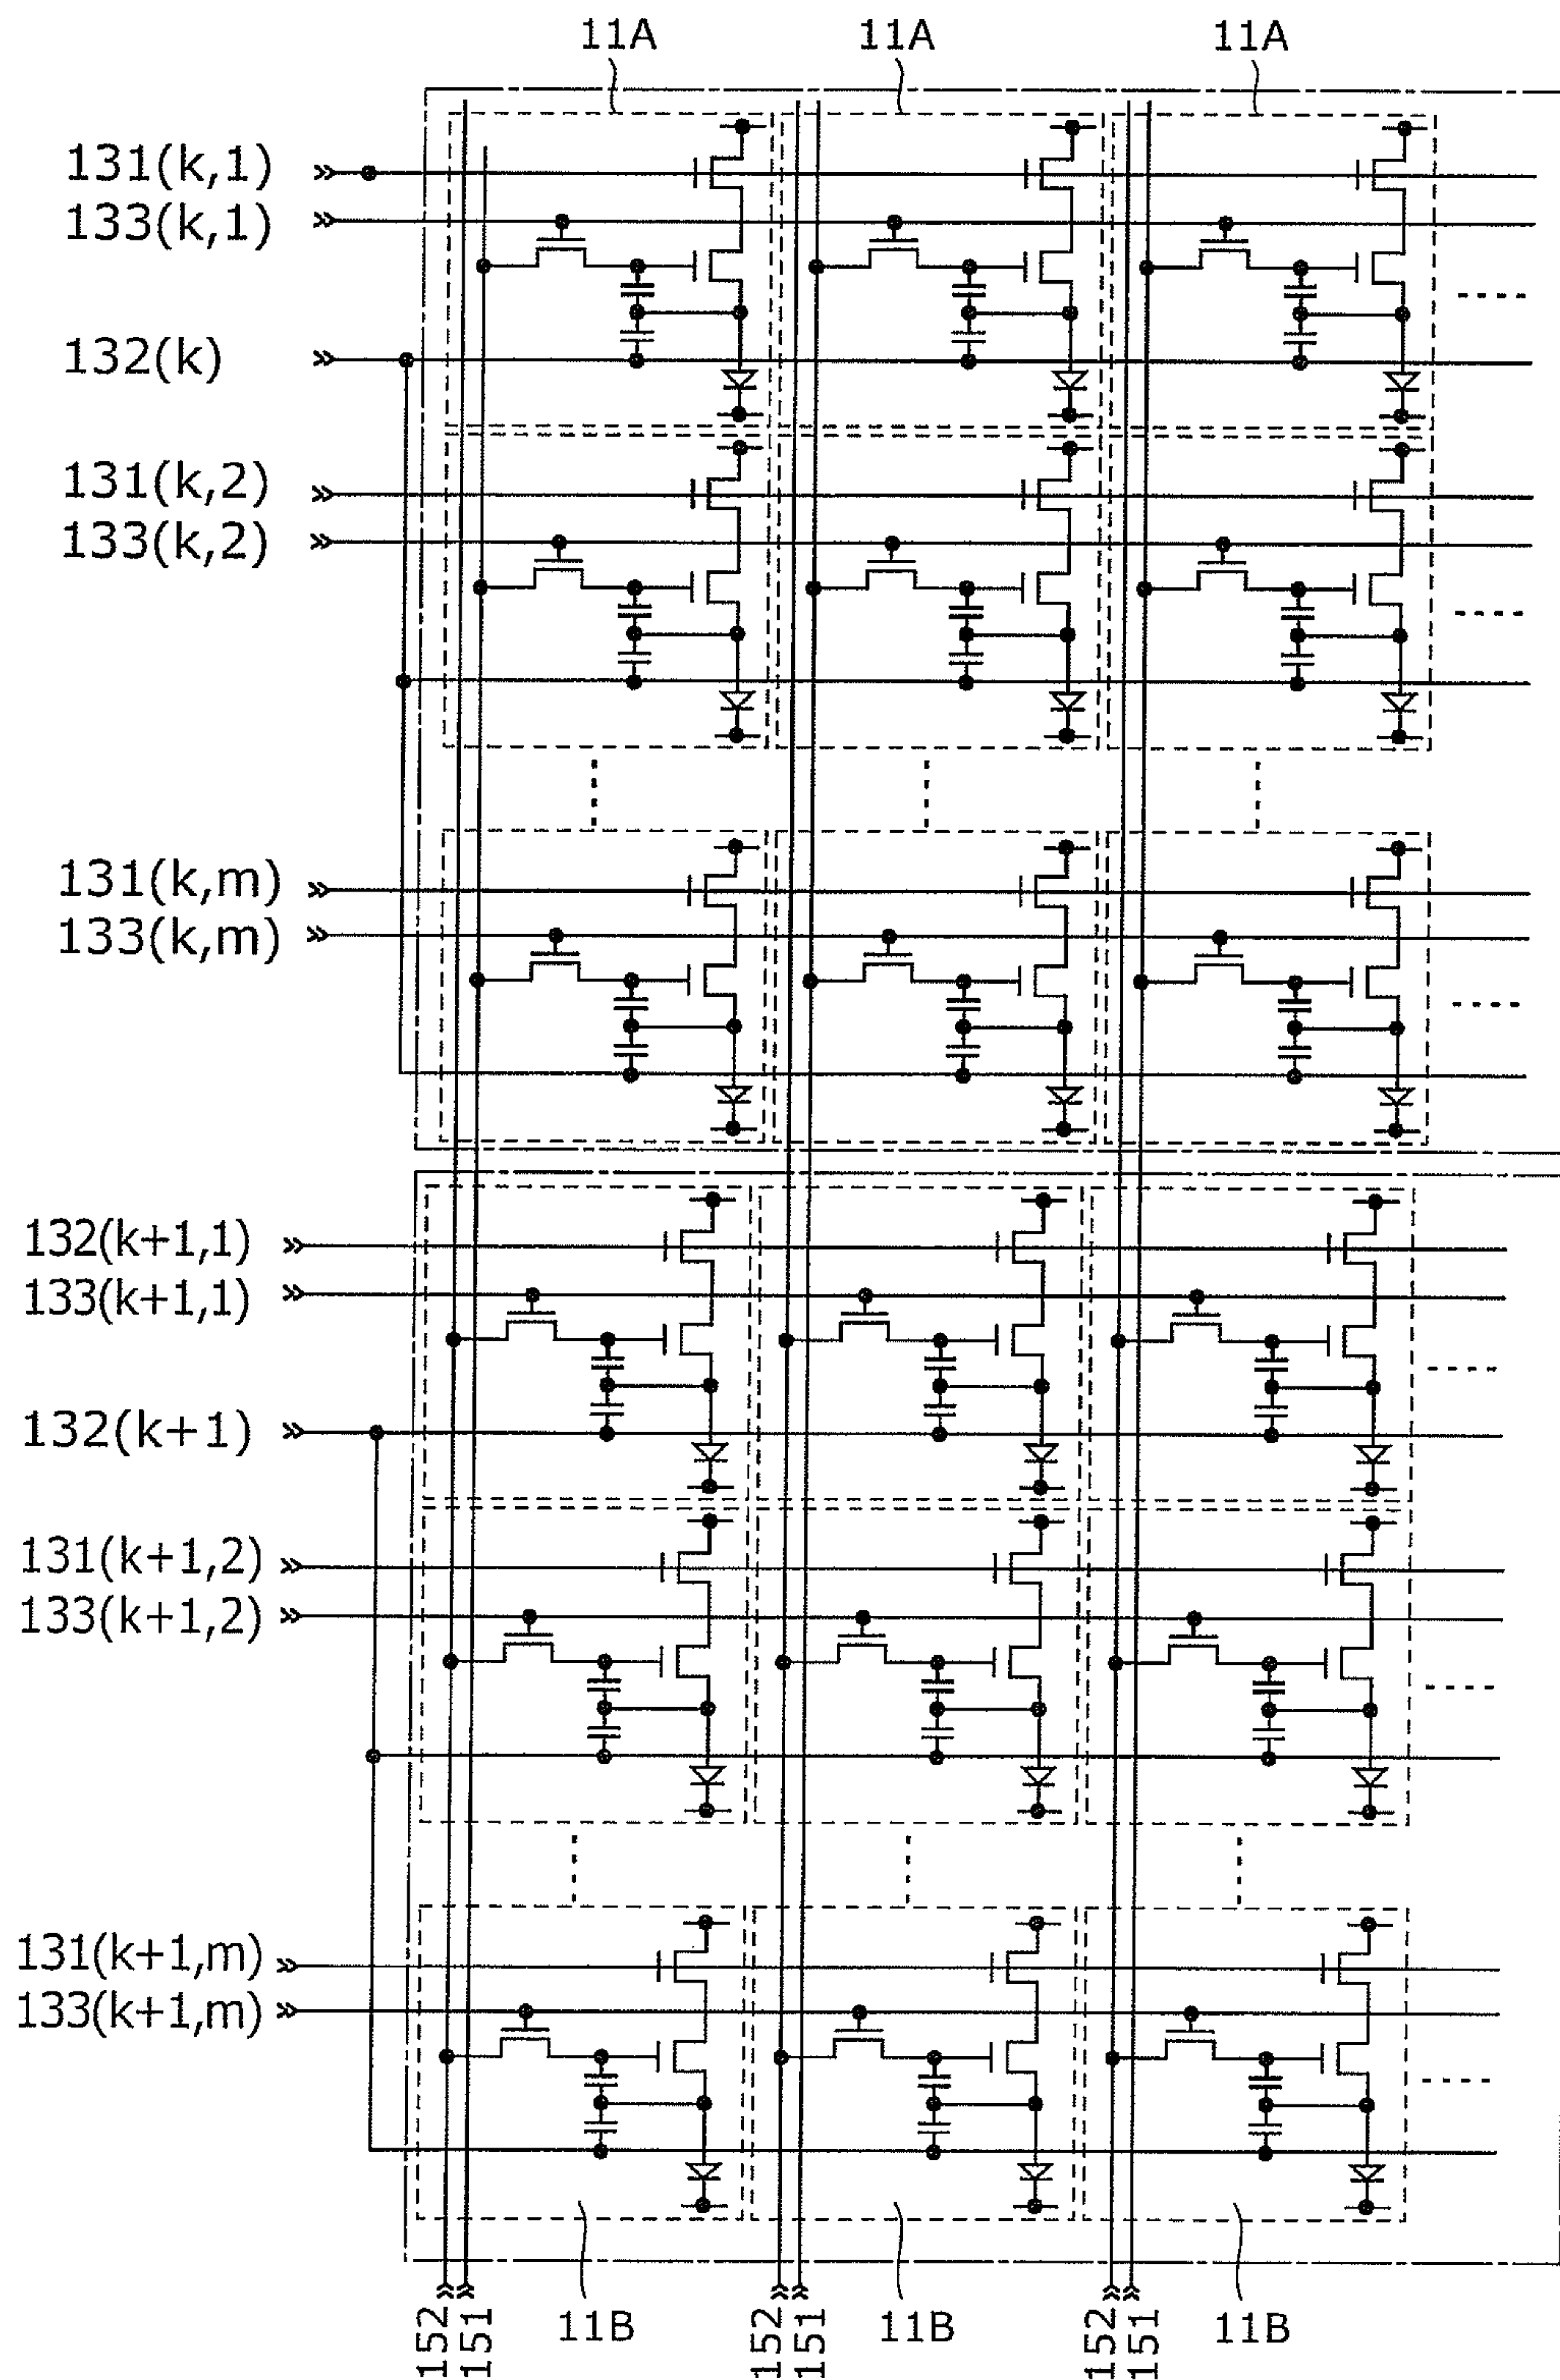 11A 11A 11A
131(k,1)
133(k,1)
132(k)
131(k,2)
133(k,2)
131(k,m)
133(k,m)
132(k+1,1)
133(k+1,1)
132(k+1)
131(k+1,2)
133(k+1,2)
131(k+1,m)
133(k+1,m)
152 151 11B 152 151 11B 152 151 11B